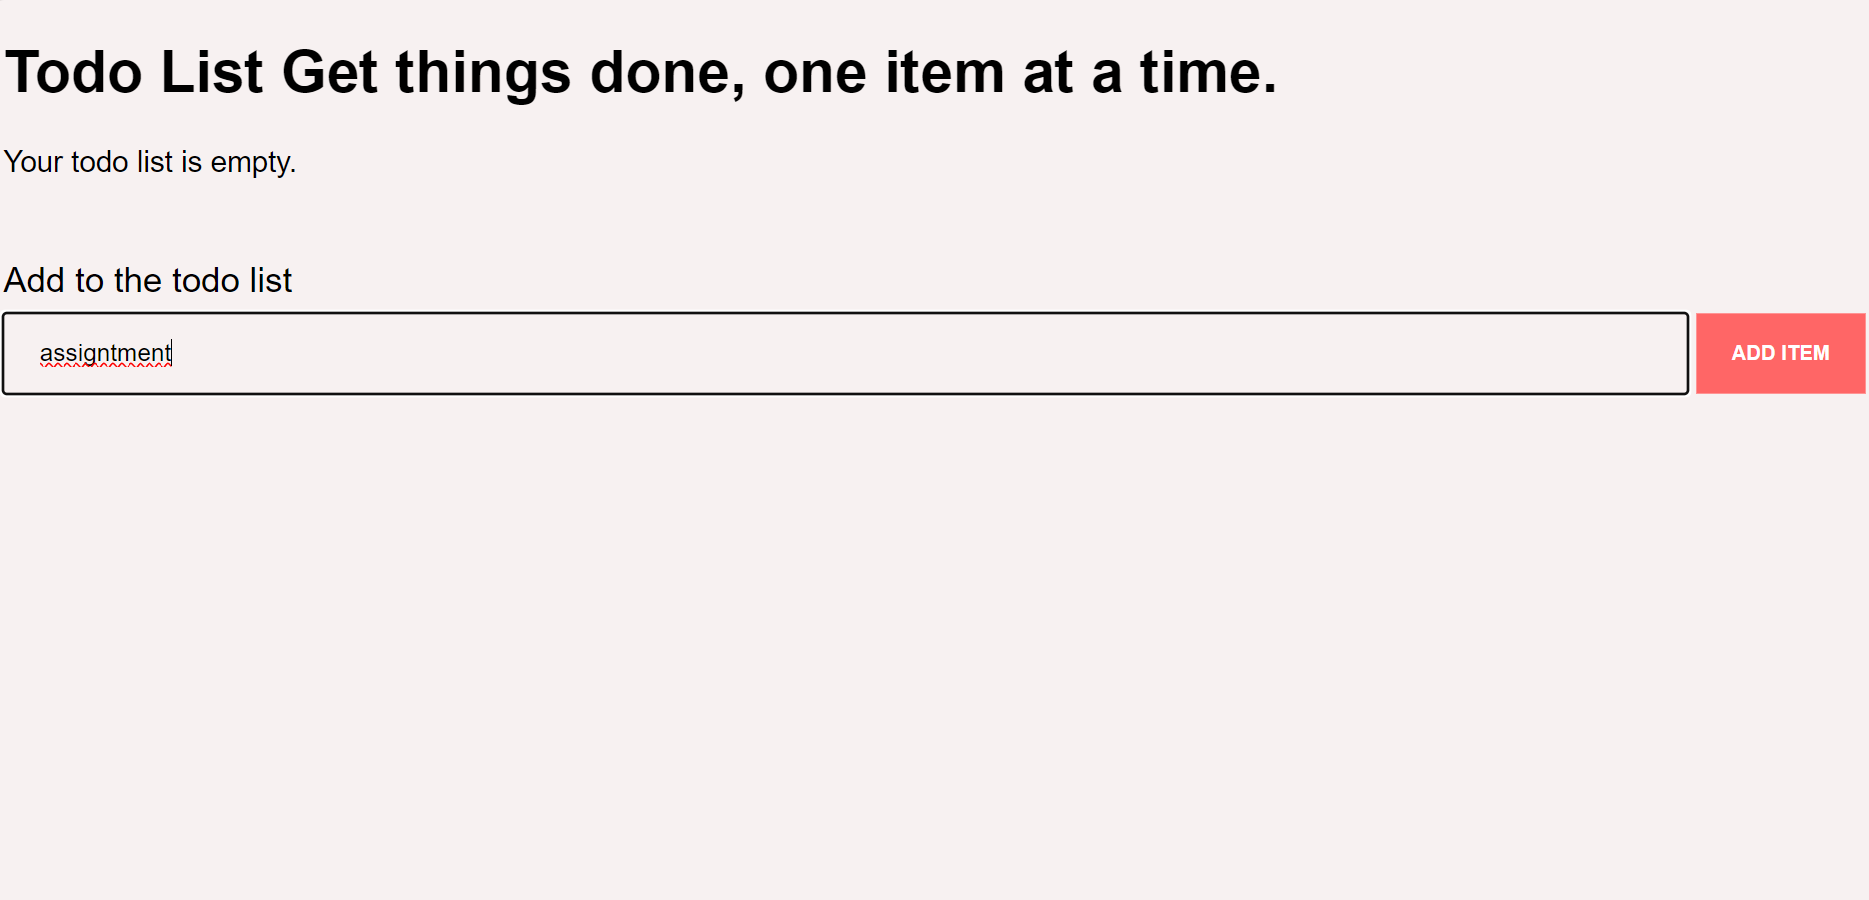 Todo List Get things done, one item at a time.
Your todo list is empty.
Add to the todo list
assigntment
ADD ITEM